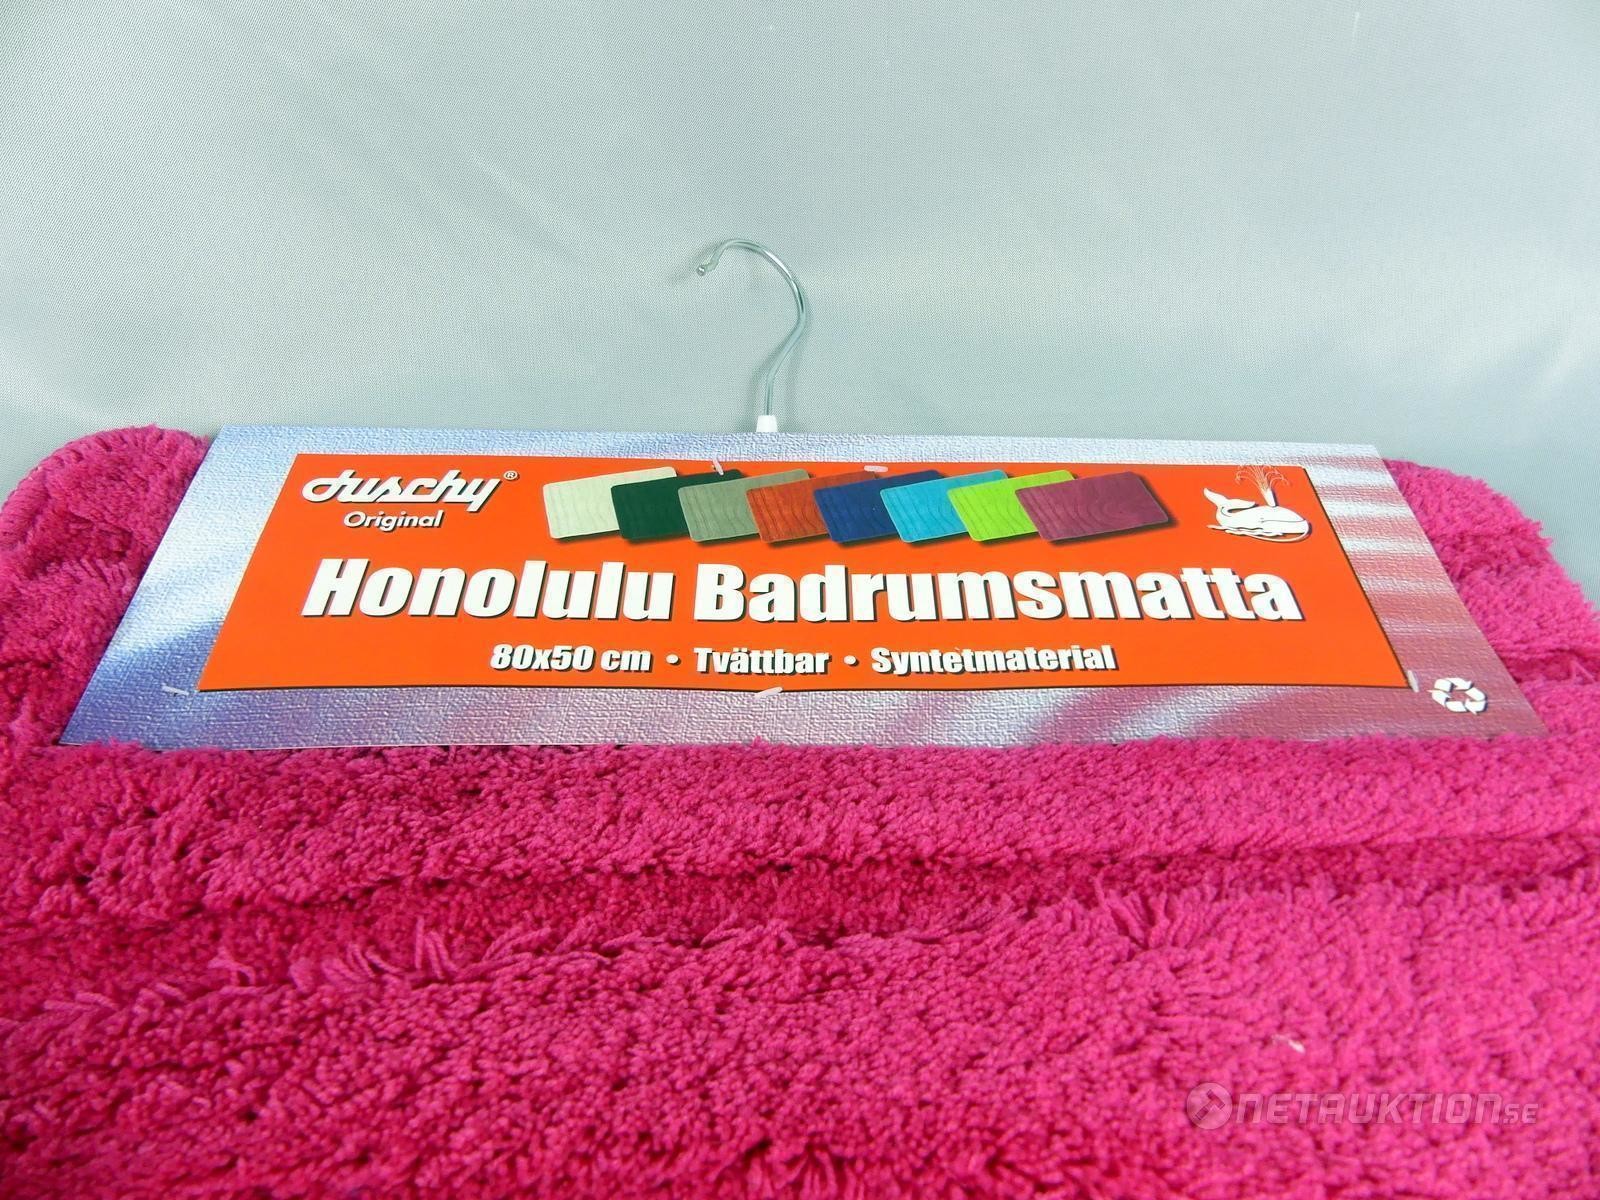 duschy®
Original
Honolulu Badrumsmatta
80x50 cm • Tvättbar • Syntetmaterial
NETAUKTION.SE